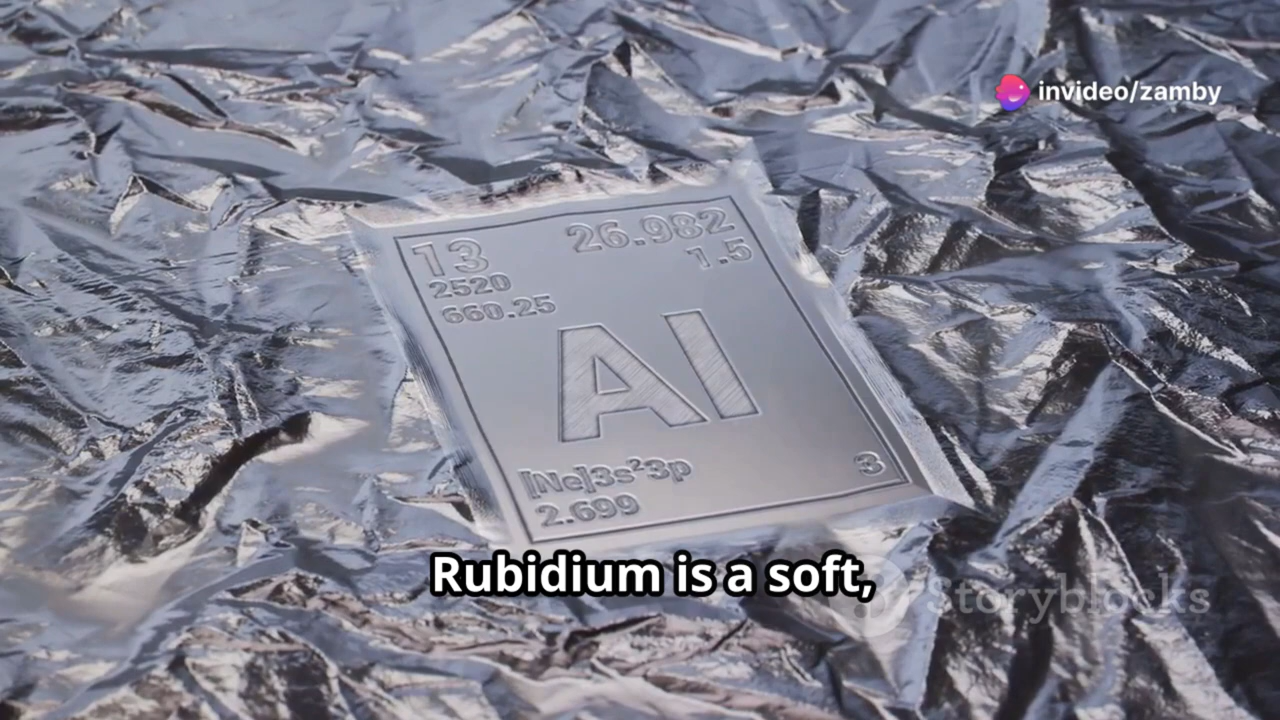 invideo/zamby
13 26.982
2520 1.5
660.25
Al
[Ne]3s²3p
2.699 3
Rubidium is a soft,
Storyblocks